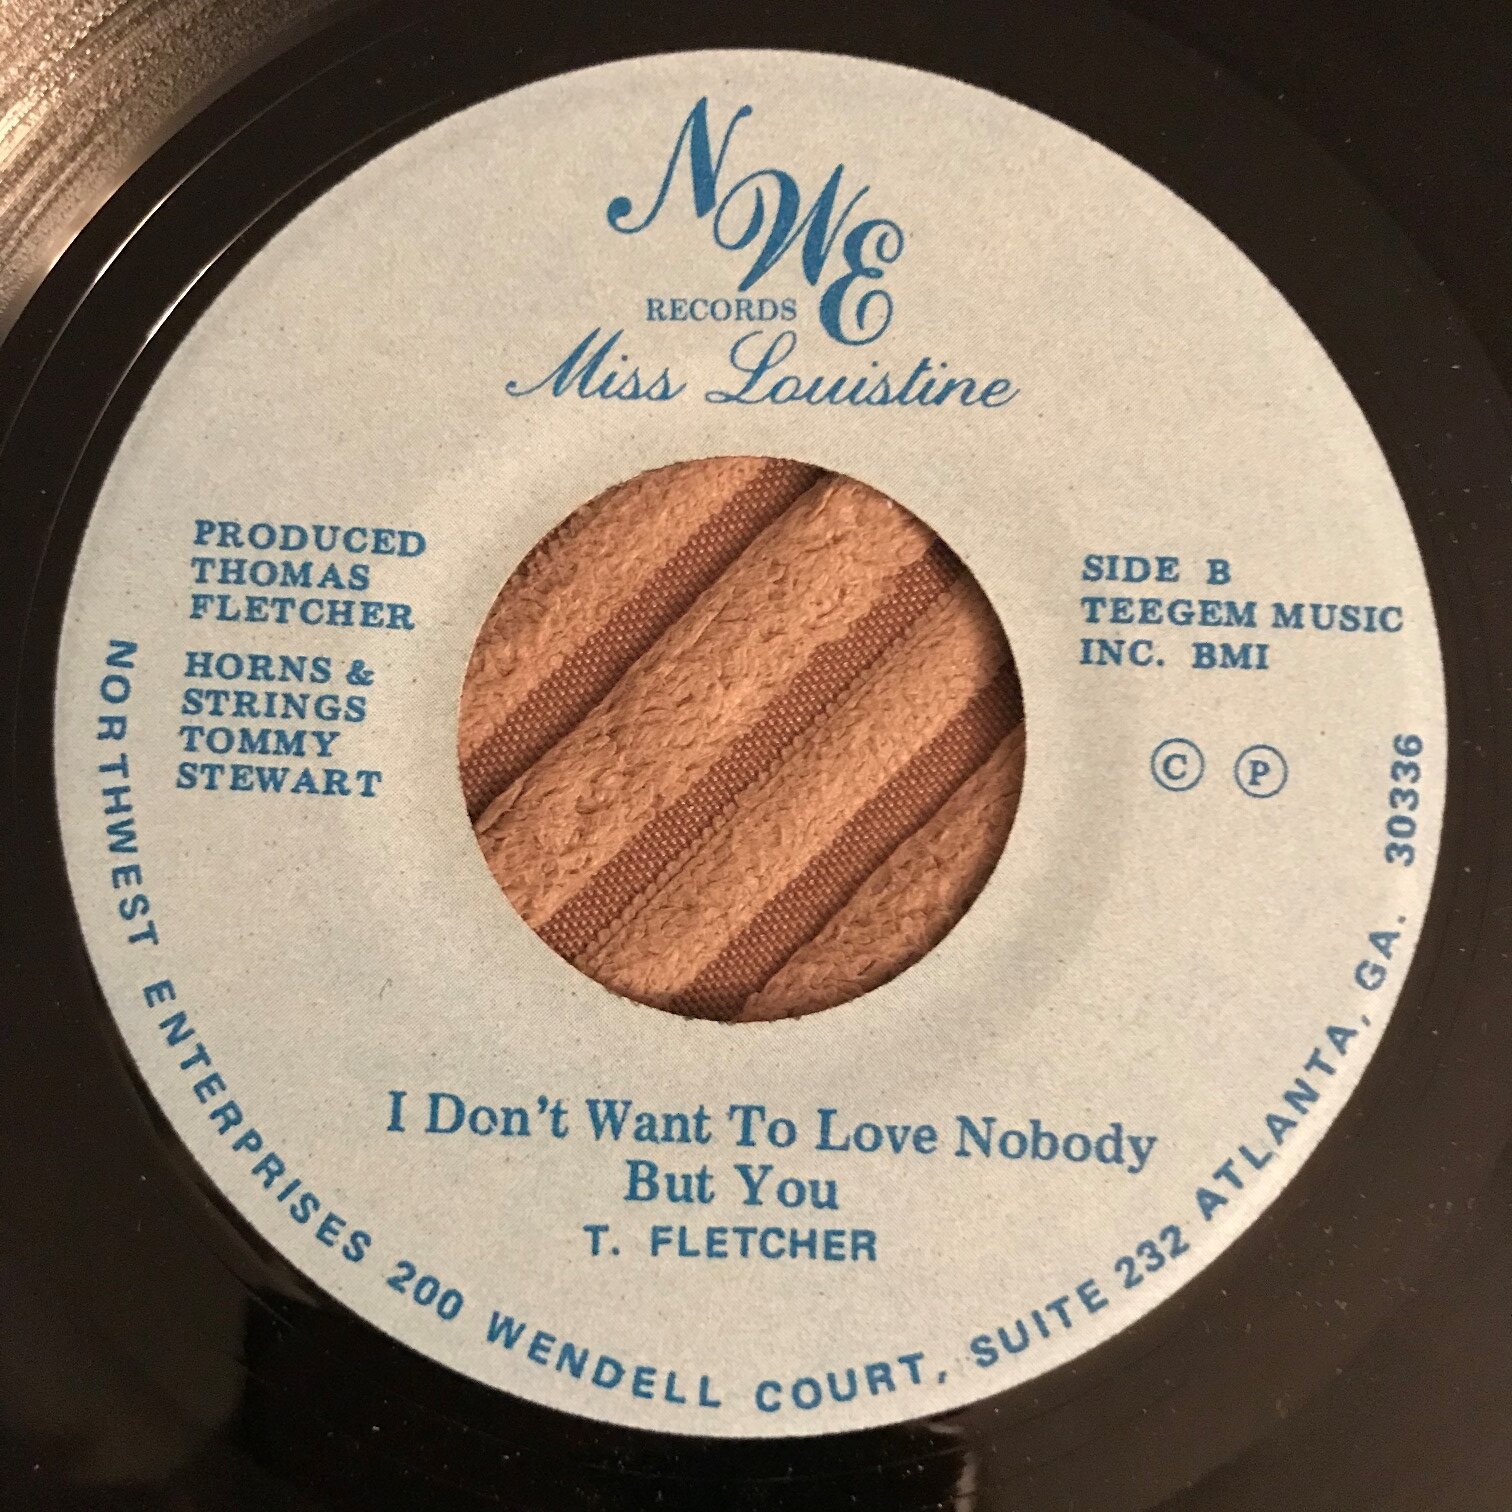 NWE
RECORDS
Miss Louistine
PRODUCED
THOMAS
FLETCHER
HORNS &
STRINGS
TOMMY
STEWART
SIDE B
TEEGEM MUSIC
INC. BMI
© ℗
I Don't Want To Love Nobody
But You
T. FLETCHER
NORTHWEST ENTERPRISES 200 WENDELL COURT, SUITE 232 ATLANTA, GA. 30336